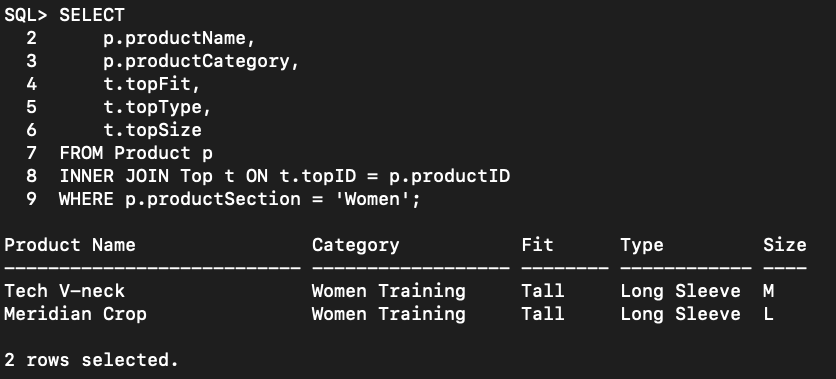 SQL> SELECT
  2      p.productName,
  3      p.productCategory,
  4      t.topFit,
  5      t.topType,
  6      t.topSize
  7  FROM Product p
  8  INNER JOIN Top t ON t.topID = p.productID
  9  WHERE p.productSection = 'Women';
Product Name                Category           Fit      Type         Size
--------------------------- ------------------ -------- ------------ ----
Tech V-neck                 Women Training     Tall     Long Sleeve  M
Meridian Crop               Women Training     Tall     Long Sleeve  L
2 rows selected.